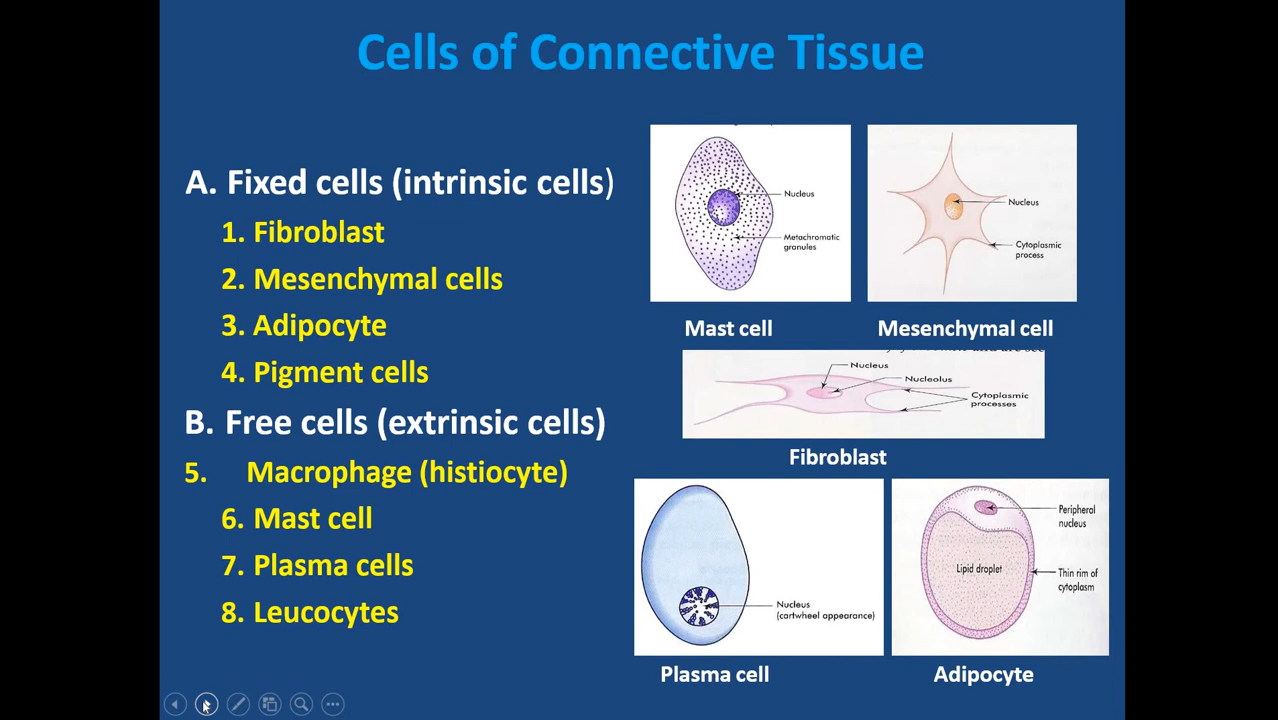 Cells of Connective Tissue
A. Fixed cells (intrinsic cells)
1. Fibroblast
2. Mesenchymal cells
3. Adipocyte
4. Pigment cells
B. Free cells (extrinsic cells)
5. Macrophage (histiocyte)
6. Mast cell
7. Plasma cells
8. Leucocytes
Nucleus
Metachromatic
granules
Mast cell
Nucleus
Cytoplasmic
process
Mesenchymal cell
Nucleus
Nucleolus
Cytoplasmic
processes
Fibroblast
Nucleus
(cartwheel appearance)
Plasma cell
Peripheral
nucleus
Lipid droplet
Thin rim of
cytoplasm
Adipocyte